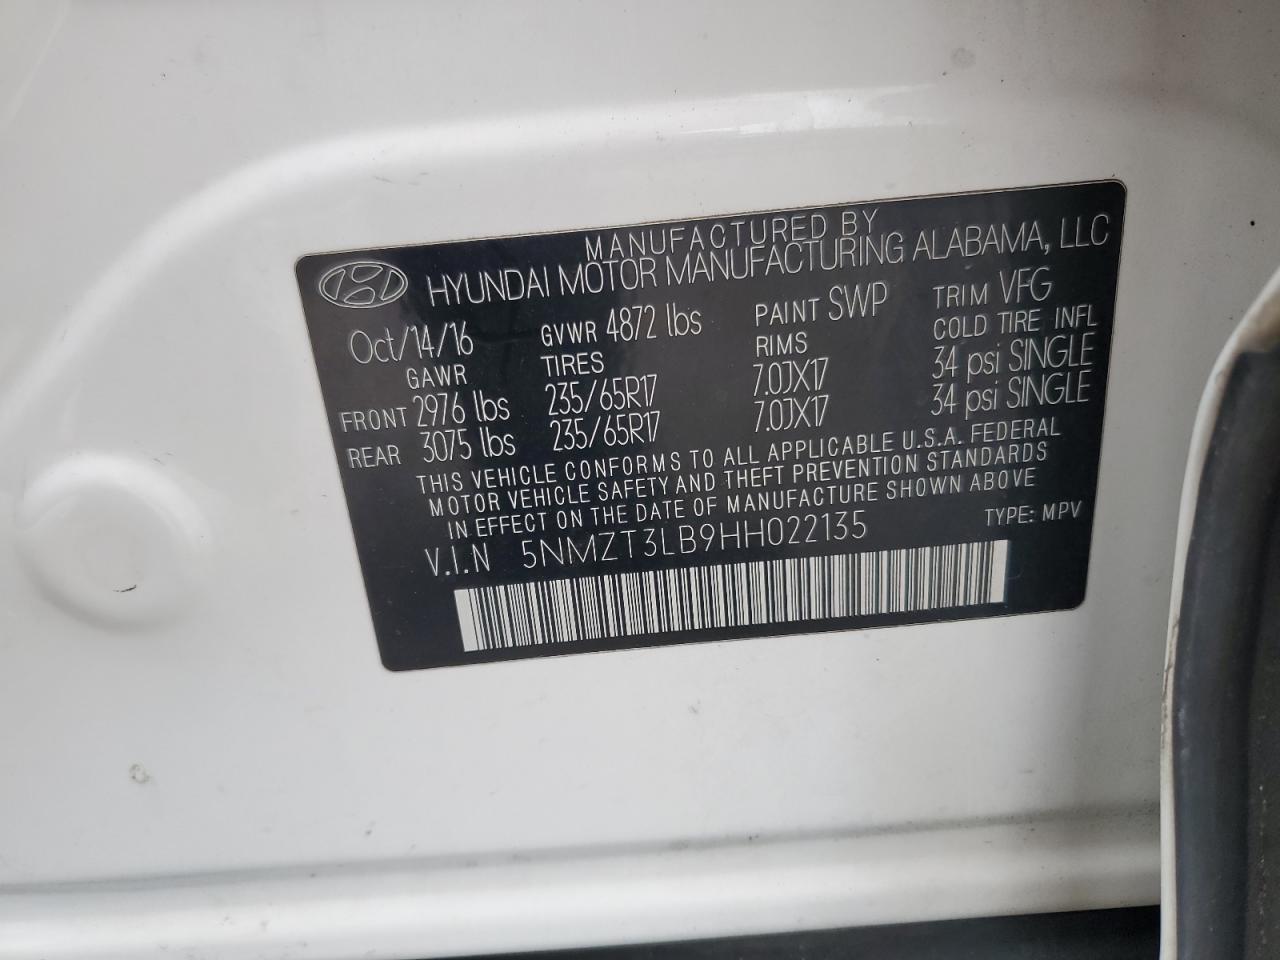 MANUFACTURED BY
HYUNDAI MOTOR MANUFACTURING ALABAMA, LLC
Oct/14/16 GVWR 4872 lbs PAINT SWP TRIM VFG
GAWR TIRES RIMS COLD TIRE INFL
FRONT 2976 lbs 235/65R17 7.0JX17 34 psi SINGLE
REAR 3075 lbs 235/65R17 7.0JX17 34 psi SINGLE
THIS VEHICLE CONFORMS TO ALL APPLICABLE U.S.A. FEDERAL
MOTOR VEHICLE SAFETY AND THEFT PREVENTION STANDARDS
IN EFFECT ON THE DATE OF MANUFACTURE SHOWN ABOVE
V.I.N 5NMZT3LB9HH022135 TYPE: MPV